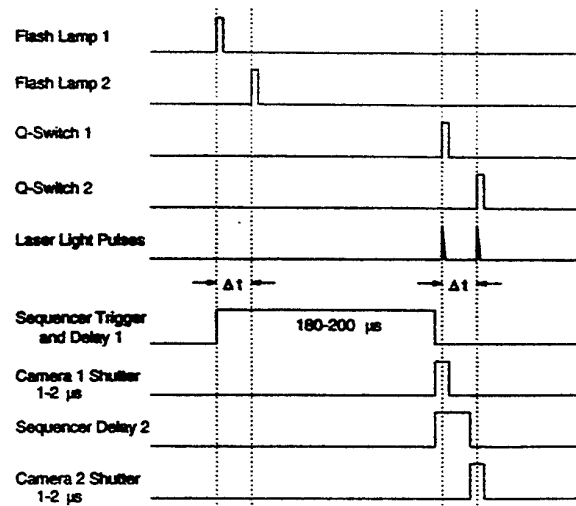 Flash Lamp 1
Flash Lamp 2
Q-Switch 1
Q-Switch 2
Laser Light Pulses
Δt Δt
Sequencer Trigger
and Delay 1
180-200 µs
Camera 1 Shutter
1-2 µs
Sequencer Delay 2
Camera 2 Shutter
1-2 µs